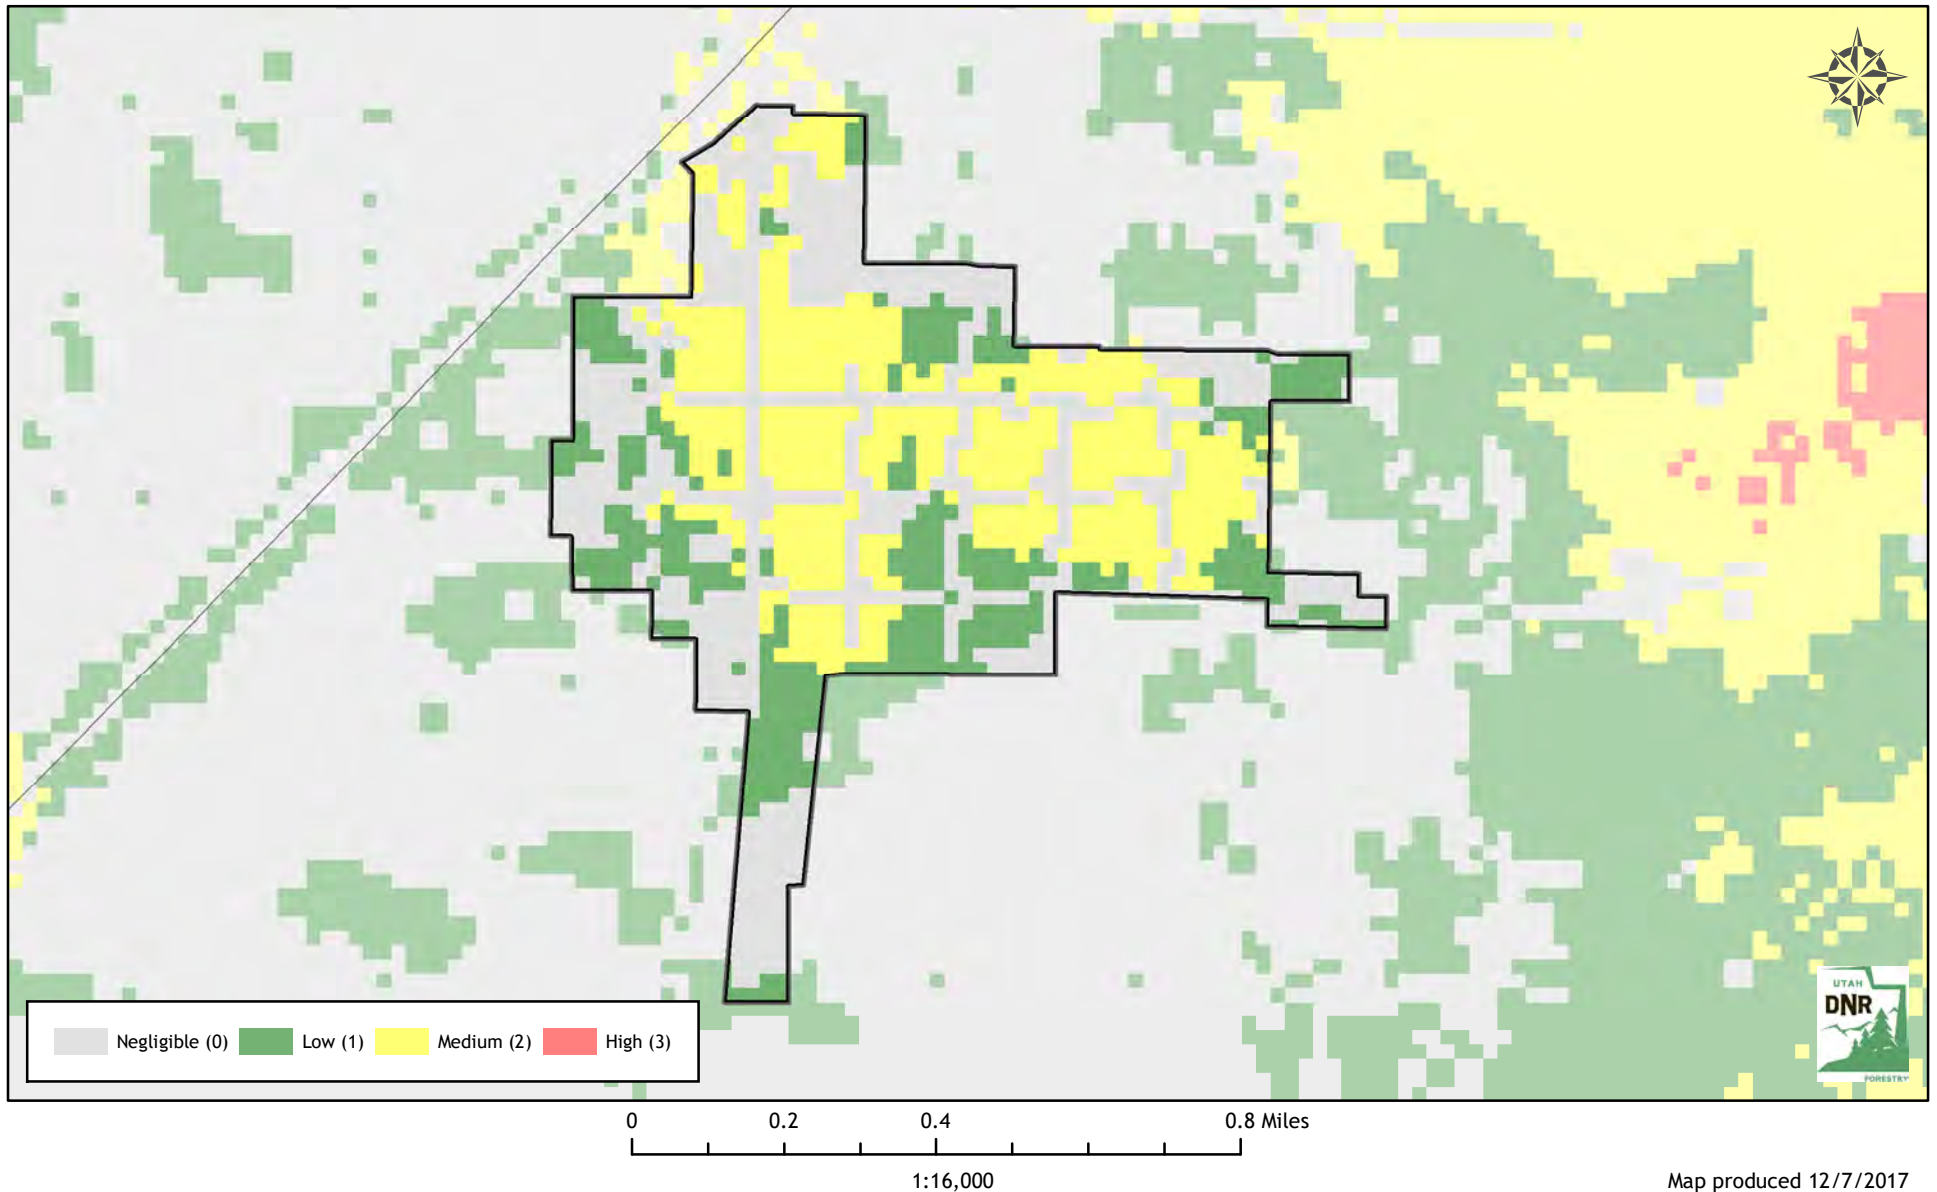 UTAH
DNR
FORESTRY
Negligible (0) Low (1) Medium (2) High (3)
0 0.2 0.4 0.8 Miles
1:16,000
Map produced 12/7/2017